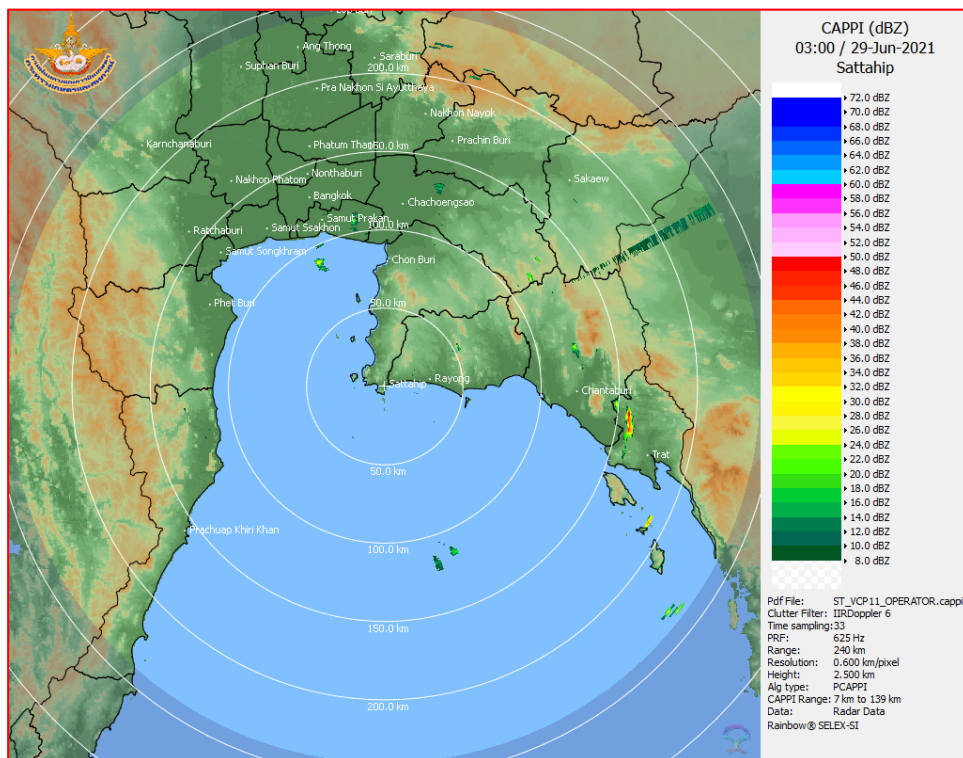 CAPPI (dBZ)
03:00 / 29-Jun-2021
Sattahip
72.0 dBZ
70.0 dBZ
68.0 dBZ
66.0 dBZ
64.0 dBZ
62.0 dBZ
60.0 dBZ
58.0 dBZ
56.0 dBZ
54.0 dBZ
52.0 dBZ
50.0 dBZ
48.0 dBZ
46.0 dBZ
44.0 dBZ
42.0 dBZ
40.0 dBZ
38.0 dBZ
36.0 dBZ
34.0 dBZ
32.0 dBZ
30.0 dBZ
28.0 dBZ
26.0 dBZ
24.0 dBZ
22.0 dBZ
20.0 dBZ
18.0 dBZ
16.0 dBZ
14.0 dBZ
12.0 dBZ
10.0 dBZ
8.0 dBZ
Pdf File: ST_VCP11_OPERATOR.cappi
Clutter Filter: IIRDoppler 6
Time sampling:33
PRF: 625 Hz
Range: 240 km
Resolution: 0.600 km/pixel
Height: 2.500 km
Alg type: PCAPPI
CAPPI Range: 7 km to 139 km
Data: Radar Data
Rainbow® SELEX-SI
Ang Thong
Saraburi
Suphan Buri
200.0 km
Pra Nakhon Si Ayutthaya
Nakhon Nayok
Karnchanaburi
Phatum Thani
150.0 km
Prachin Buri
Nonthaburi
Nakhon Phatom
Sakaew
Bangkok
Chachoengsao
Samut Prakan
Ratchaburi
Samut Ssakhon
100.0 km
Samut Songkhram
Chon Buri
Phet Buri
50.0 km
Sattahip
Rayong
Chantaburi
Trat
50.0 km
Prachuap Khiri Khan
100.0 km
150.0 km
200.0 km